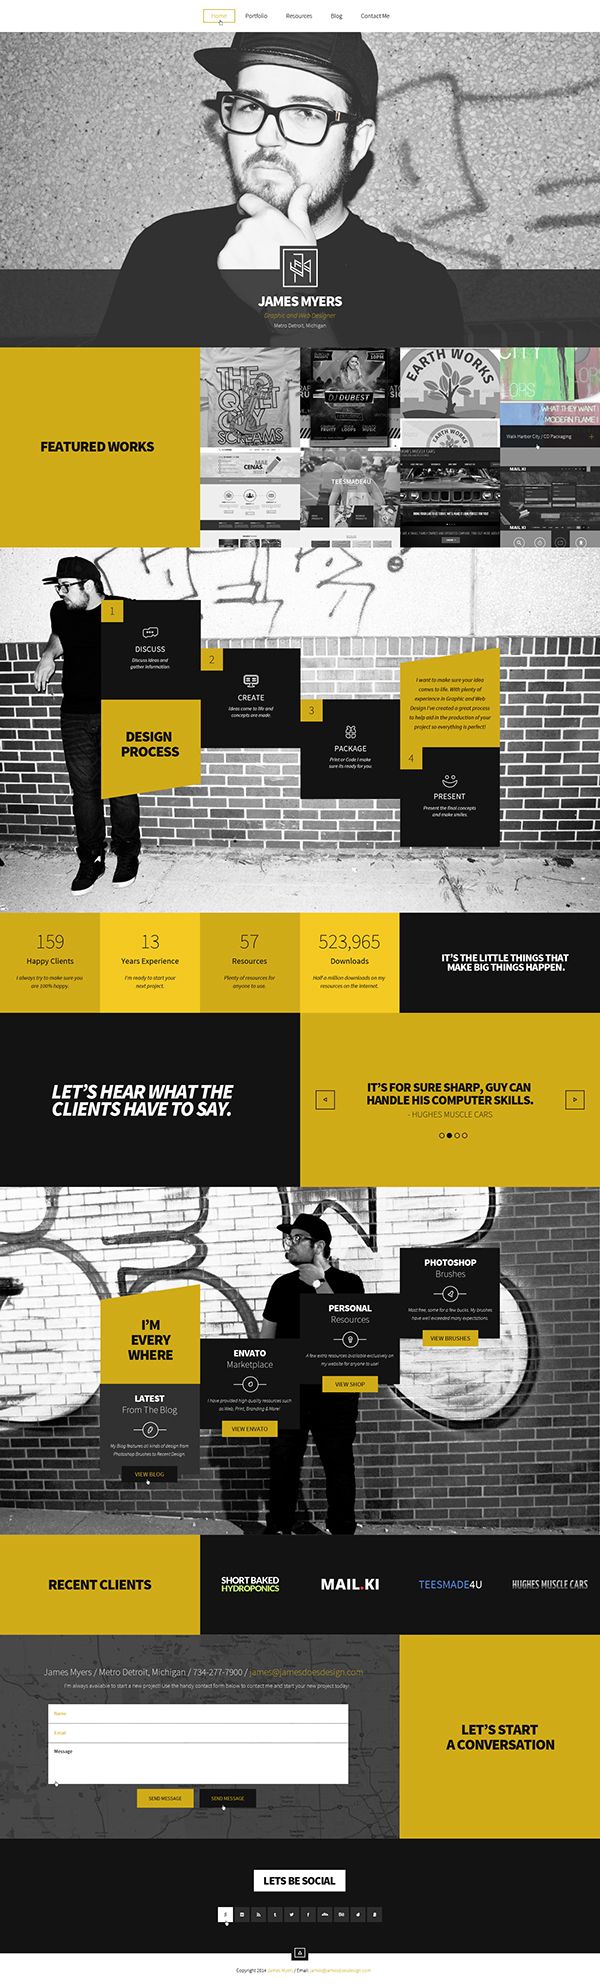 Home
Portfolio
Resources
Blog
Contact Me
JAMES MYERS
Graphic and Web Designer
Metro Detroit, Michigan
FEATURED WORKS
THE
QUIET
SCREAMS
DJ DUBEST
EARTH WORKS
CITY
WHAT THEY WANT
MODERN FLAME
Walk Harbor City / CD Packaging
MAE
CENAS
TEESMADE4U
EARTH WORKS
MUSCLE CARS
MAIL.KI
MAIL.KI
1
DISCUSS
Discuss ideas and
gather information.
2
CREATE
Ideas come to life and
concepts are made.
DESIGN
PROCESS
3
PACKAGE
Print or Code I make
sure its ready for you.
I want to make sure your idea
comes to life. With plenty of
experience in Graphic and Web
Design I've created a great process
to help aid in the production of your
project so everything is perfect!
4
PRESENT
Present the final concepts
and make smiles.
159
Happy Clients
I always try to make sure you
are 100% happy.
13
Years Experience
I'm ready to start your
next project.
57
Resources
Plenty of resources for
anyone to use.
523,965
Downloads
Half a million downloads on my
resources on the internet.
IT'S THE LITTLE THINGS THAT
MAKE BIG THINGS HAPPEN.
LET'S HEAR WHAT THE
CLIENTS HAVE TO SAY.
IT'S FOR SURE SHARP, GUY CAN
HANDLE HIS COMPUTER SKILLS.
- HUGHES MUSCLE CARS
I'M
EVERY
WHERE
LATEST
From The Blog
My Blog features all kinds of design from
Photoshop Brushes to Recent Design.
VIEW BLOG
ENVATO
Marketplace
I have provided high quality resources such
as Web, Print, Branding & More!
VIEW ENVATO
PERSONAL
Resources
A few extra resources available exclusively on
my website for anyone to use!
VIEW SHOP
PHOTOSHOP
Brushes
Most free, some for a few bucks. My brushes
have well exceeded many expectations.
VIEW BRUSHES
RECENT CLIENTS
SHORT BAKED
HYDROPONICS
MAIL.KI
TEESMADE4U
HUGHES MUSCLE CARS
James Myers / Metro Detroit, Michigan / 734-277-7900 / james@jamesdoesdesign.com
I'm always available to start a new project! Use the handy contact form below to contact me and start your new project today!
Name
Email
Message
SEND MESSAGE
SEND MESSAGE
LET'S START
A CONVERSATION
LETS BE SOCIAL
Copyright 2014 James Myers / Email: james@jamesdoesdesign.com